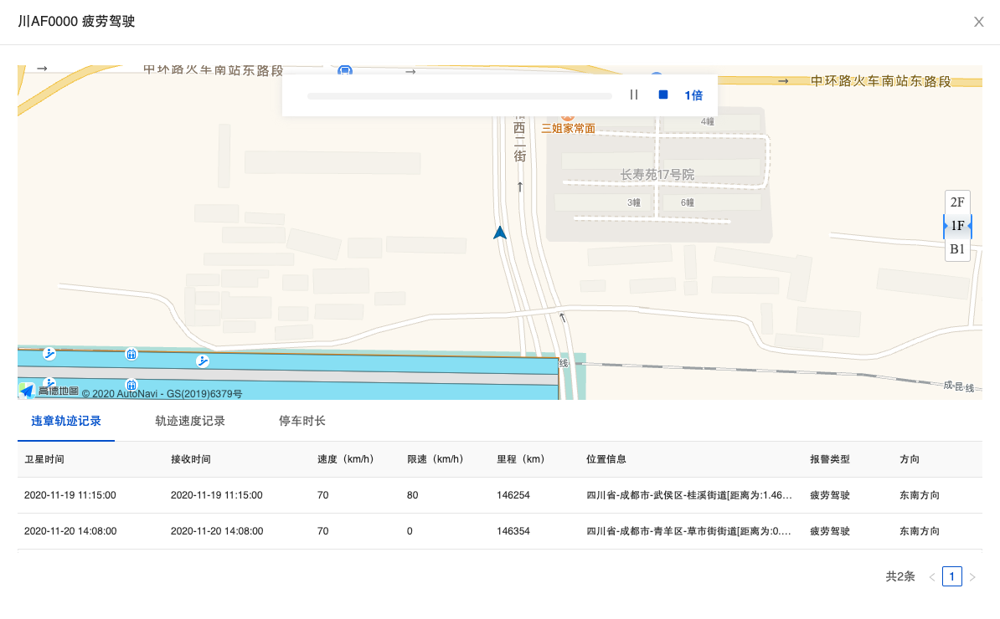 川AF0000 疲劳驾驶
中环路火车南站东路段
中环路火车南站东路段
1倍
西二街
三姐家常面
4幢
长寿苑17号院
3幢
6幢
2F
1F
B1
线
成昆线
高德地图 © 2020 AutoNavi - GS(2019)6379号
违章轨迹记录 轨迹速度记录 停车时长
卫星时间 接收时间 速度（km/h） 限速（km/h） 里程（km） 位置信息 报警类型 方向
2020-11-19 11:15:00 2020-11-19 11:15:00 70 80 146254 四川省-成都市-武侯区-桂溪街道[距离为:1.46... 疲劳驾驶 东南方向
2020-11-20 14:08:00 2020-11-20 14:08:00 70 0 146354 四川省-成都市-青羊区-草市街街道[距离为:0.... 疲劳驾驶 东南方向
共2条 < 1 >